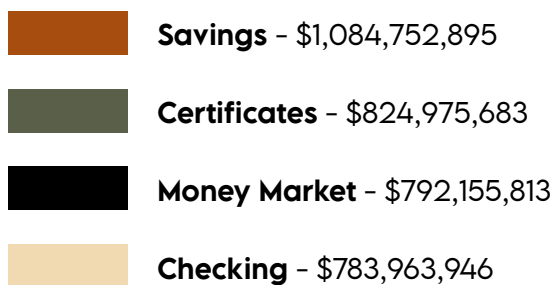 Savings - $1,084,752,895
Certificates - $824,975,683
Money Market - $792,155,813
Checking - $783,963,946